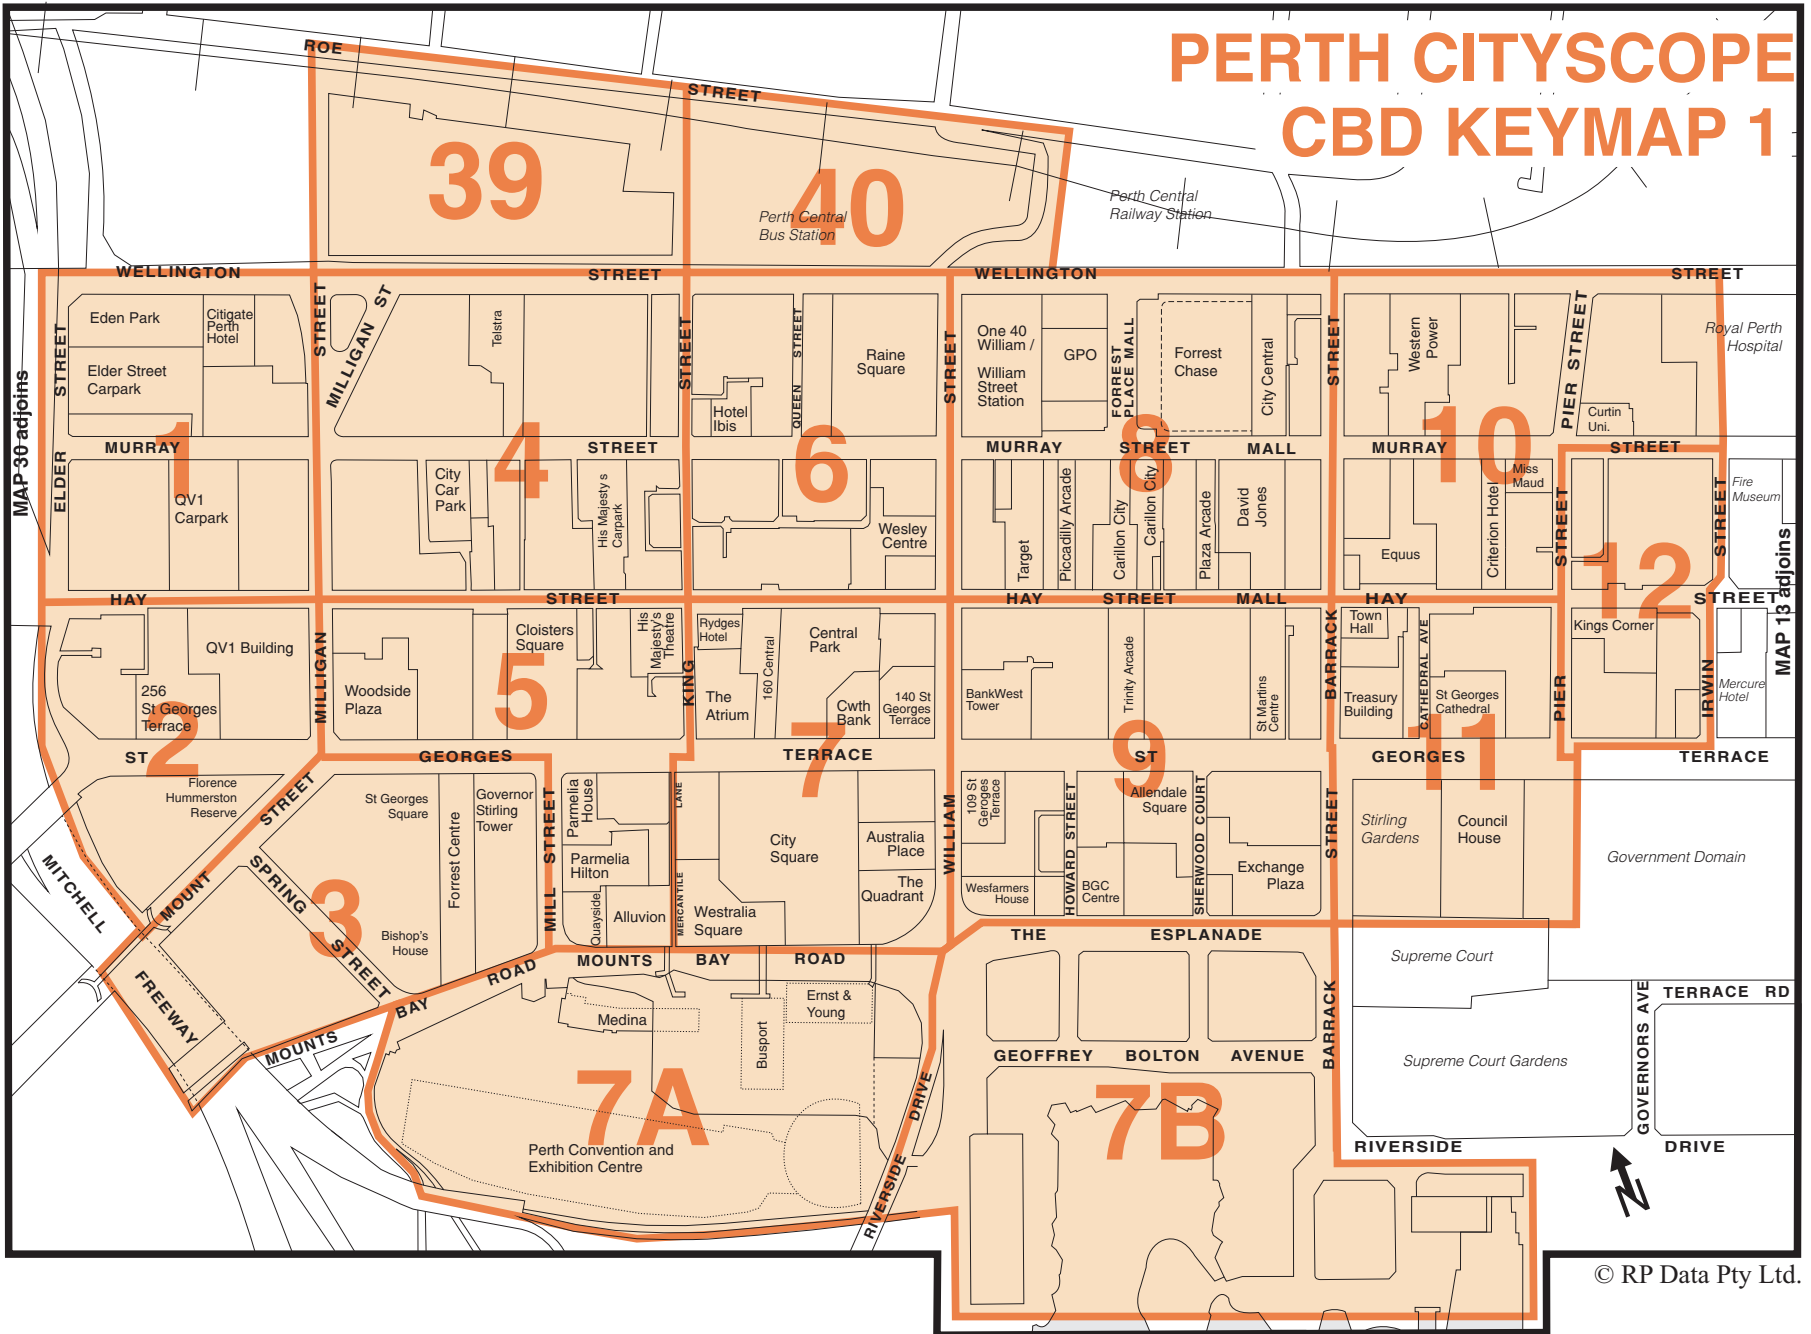 PERTH CITYSCOPE
CBD KEYMAP 1
ROE
STREET
39
40
Perth Central
Bus Station
Perth Central
Railway Station
WELLINGTON
STREET
WELLINGTON
STREET
Eden Park
Citigate
Perth
Hotel
Elder Street
Carpark
ELDER
STREET
MAP 30 adjoins
1
MURRAY
QV1
Carpark
STREET
MILLIGAN
ST
Telstra
4
STREET
City
Car
Park
His Majesty s
Carpark
STREET
QUEEN STREET
Raine
Square
Hotel
Ibis
6
Wesley
Centre
STREET
One 40
William /
William
Street
Station
GPO
FORREST
PLACE MALL
Forrest
Chase
City Central
8
MURRAY
STREET
MALL
Target
Piccadilly Arcade
Carillon City
Carillon City
Plaza Arcade
David
Jones
STREET
Western
Power
PIER STREET
Curtin
Uni.
Royal Perth
Hospital
10
MURRAY
STREET
Miss
Maud
Criterion Hotel
Equus
STREET
STREET
Fire
Museum
12
MAP 13 adjoins
HAY
STREET
HAY
STREET
MALL
HAY
STREET
QV1 Building
256
St Georges
Terrace
2
MILLIGAN
Cloisters
Square
His
Majesty's
Theatre
Woodside
Plaza
5
KING
Rydges
Hotel
160 Central
Central
Park
The
Atrium
Cwth
Bank
140 St
Georges
Terrace
7
BankWest
Tower
Trinity Arcade
St Martins
Centre
9
BARRACK
Town
Hall
CATHEDRAL AVE
Treasury
Building
St Georges
Cathedral
11
PIER
Kings Corner
IRWIN
Mercure
Hotel
ST
GEORGES
TERRACE
ST
GEORGES
TERRACE
Florence
Hummerston
Reserve
MOUNT
STREET
St Georges
Square
Governor
Stirling
Tower
Forrest Centre
SPRING
STREET
3
Bishop's
House
MITCHELL
FREEWAY
MILL
STREET
Parmelia
House
Parmelia
Hilton
Quayside
Alluvion
MERCANTILE
LANE
City
Square
Australia
Place
The
Quadrant
Westralia
Square
WILLIAM
109 St
Geroges
Terrace
HOWARD STREET
Allendale
Square
SHERWOOD COURT
Wesfarmers
House
BGC
Centre
Exchange
Plaza
STREET
Stirling
Gardens
Council
House
Government Domain
MOUNTS
BAY
ROAD
MOUNTS
BAY
ROAD
THE
ESPLANADE
Supreme Court
Medina
Busport
Ernst &
Young
GEOFFREY
BOLTON
AVENUE
BARRACK
GOVERNORS AVE
TERRACE RD
Supreme Court Gardens
7A
Perth Convention and
Exhibition Centre
RIVERSIDE
DRIVE
7B
RIVERSIDE
DRIVE
N
© RP Data Pty Ltd.